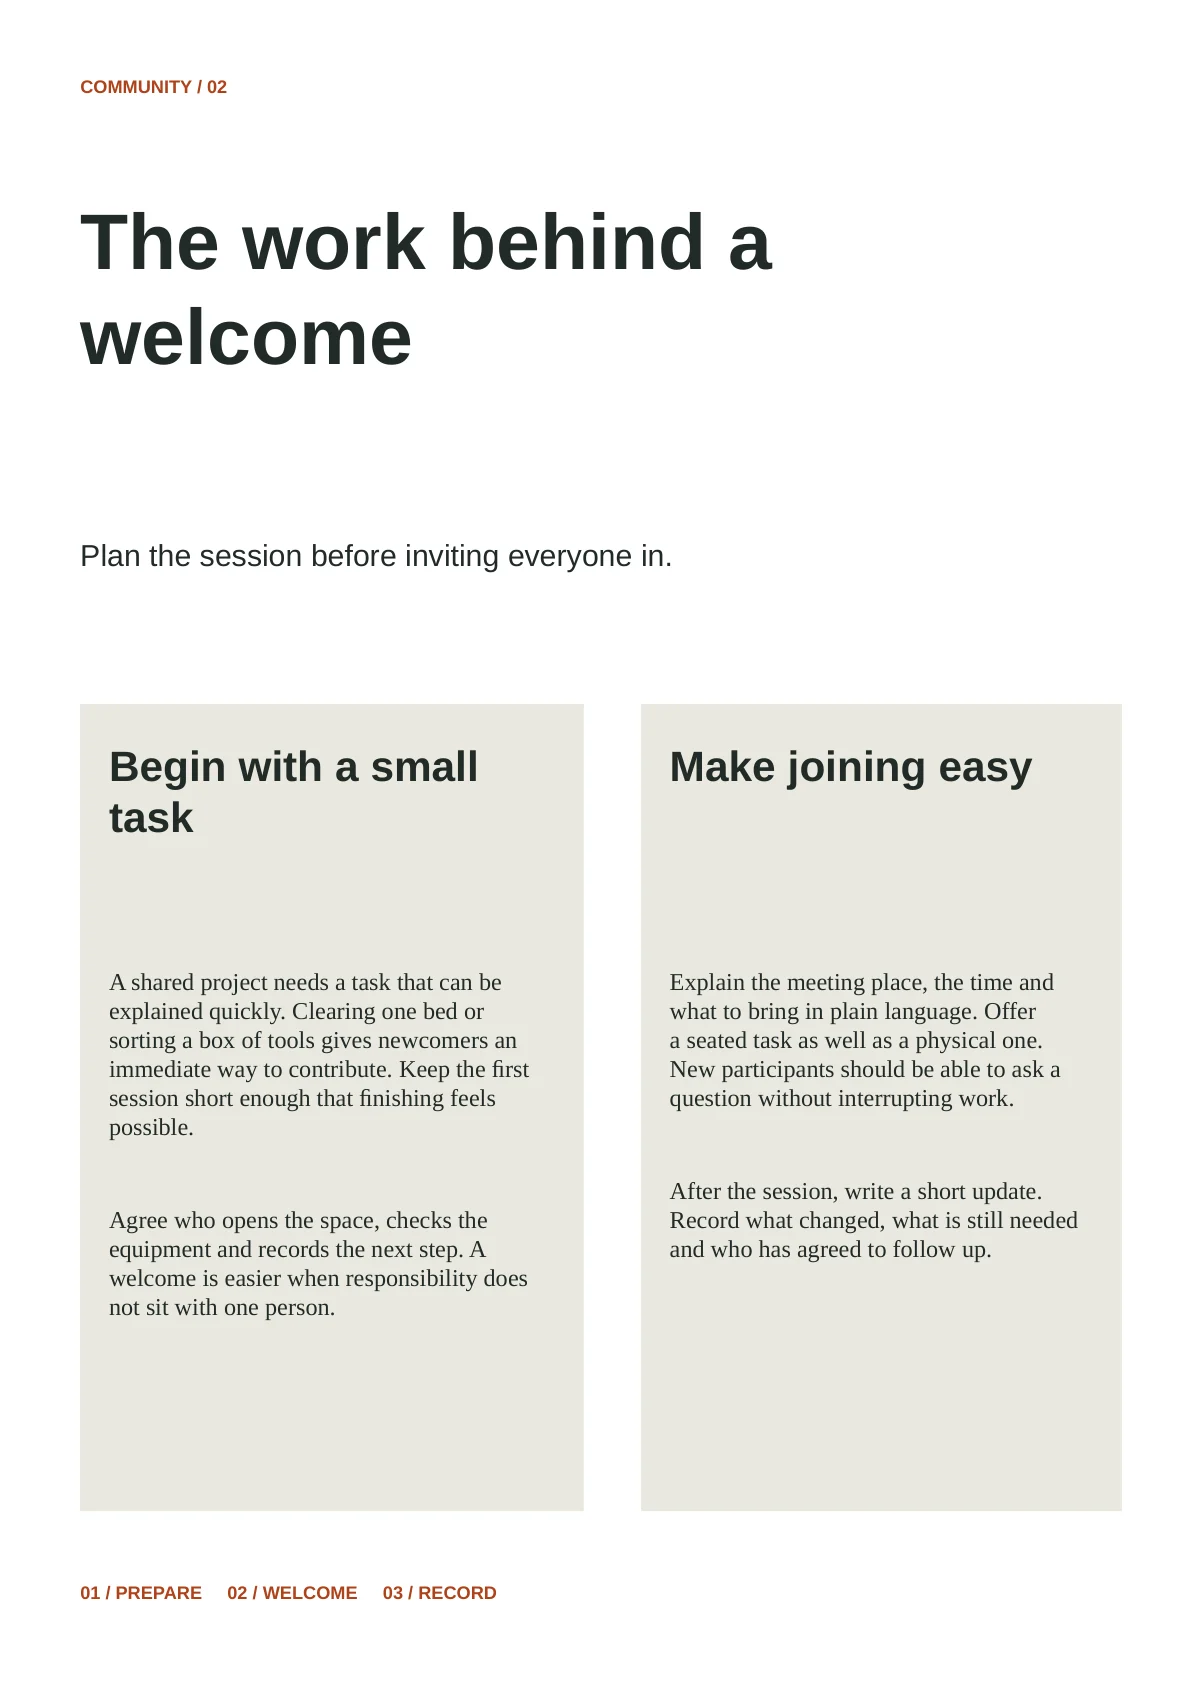 COMMUNITY / 02
The work behind a
welcome
Plan the session before inviting everyone in.
Begin with a small
task
A shared project needs a task that can be
explained quickly. Clearing one bed or
sorting a box of tools gives newcomers an
immediate way to contribute. Keep the first
session short enough that finishing feels
possible.
Agree who opens the space, checks the
equipment and records the next step. A
welcome is easier when responsibility does
not sit with one person.
Make joining easy
Explain the meeting place, the time and
what to bring in plain language. Offer
a seated task as well as a physical one.
New participants should be able to ask a
question without interrupting work.
After the session, write a short update.
Record what changed, what is still needed
and who has agreed to follow up.
01 / PREPARE 02 / WELCOME 03 / RECORD